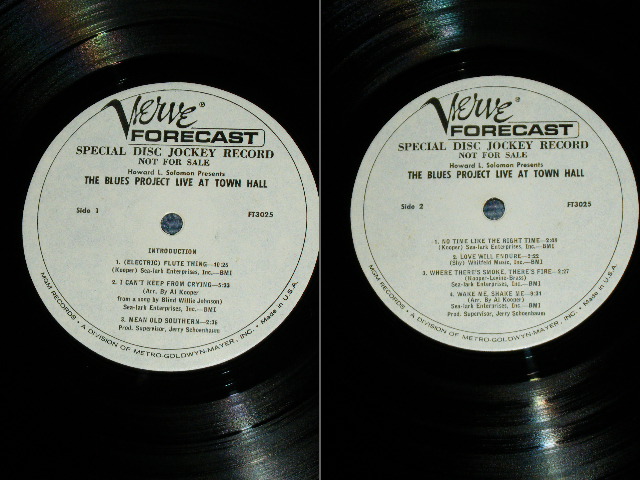 Verve®
FORECAST
SPECIAL DISC JOCKEY RECORD
NOT FOR SALE
Howard L. Solomon Presents
THE BLUES PROJECT LIVE AT TOWN HALL
Side 1
FT3025
INTRODUCTION
1. (ELECTRIC) FLUTE THING—10:25
(Kooper) Sea-lark Enterprises, Inc.—BMI
2. I CAN'T KEEP FROM CRYING—5:33
(Arr. By Al Kooper)
from a song by Blind Willie Johnson)
Sea-lark Enterprises, Inc.—BMI
3. MEAN OLD SOUTHERN—2:36
Prod. Supervisor, Jerry Schoenbaum
MGM RECORDS • A DIVISION OF METRO-GOLDWYN-MAYER, INC. • Made in U.S.A.
Verve®
FORECAST
SPECIAL DISC JOCKEY RECORD
NOT FOR SALE
Howard L. Solomon Presents
THE BLUES PROJECT LIVE AT TOWN HALL
Side 2
FT3025
1. NO TIME LIKE THE RIGHT TIME
(Kooper) Sea-lark Enterprises, Inc.—BMI
2. LOVE WILL ENDURE
Whitfeld Music, Inc.—BMI
3. WHERE THERE'S SMOKE, THERE'S FIRE
(Kooper-Levine-Brass)
Sea-lark Enterprises, Inc.—BMI
4. WAKE ME, SHAKE ME
(Arr. By Al Kooper)
Sea-lark Enterprises, Inc.—BMI
Prod. Supervisor, Jerry Schoenbaum
MGM RECORDS • A DIVISION OF METRO-GOLDWYN-MAYER, INC. • Made in U.S.A.